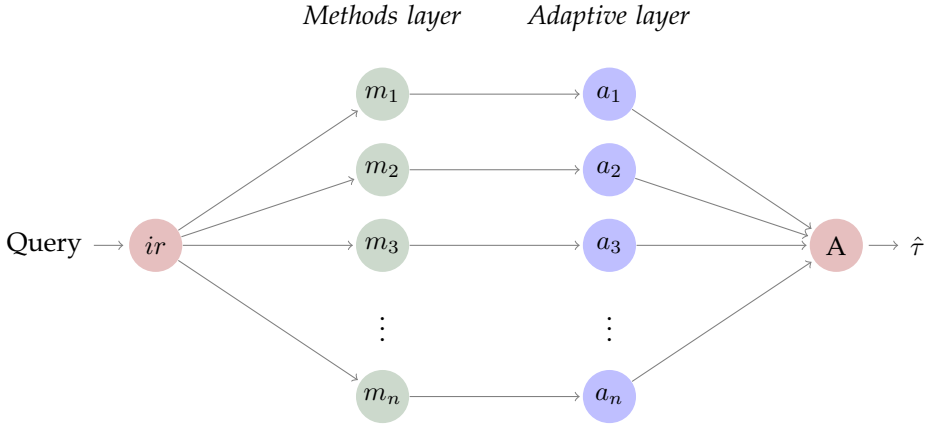 Methods layer Adaptive layer
m₁ a₁
m₂ a₂
Query ir m₃ a₃ A τ̂
⋮ ⋮
mₙ aₙ